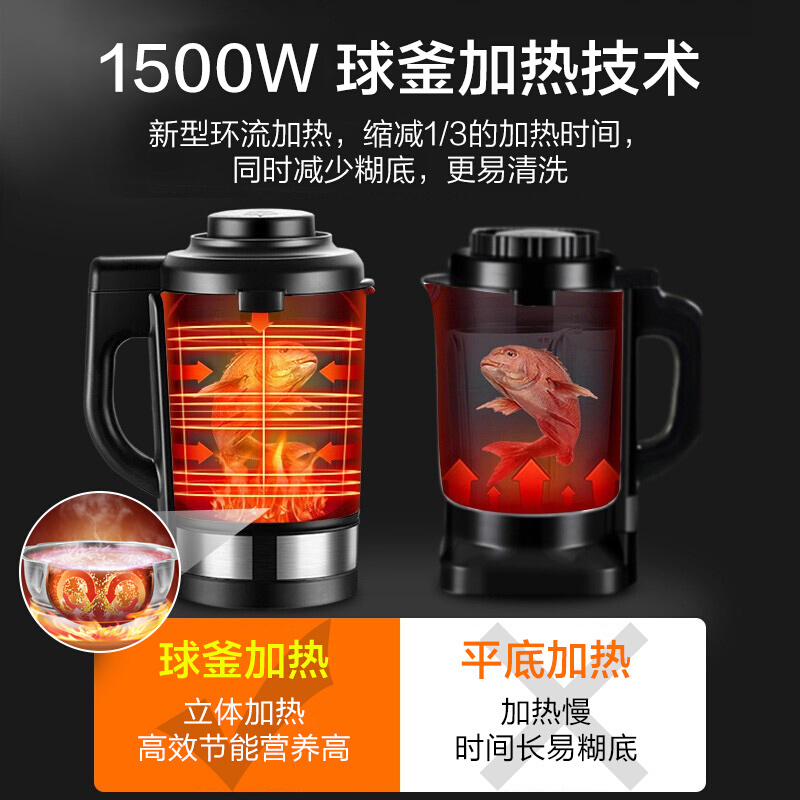 1500W 球釜加热技术
新型环流加热，缩减1/3的加热时间，
同时减少糊底，更易清洗
球釜加热
立体加热
高效节能营养高
平底加热
加热慢
时间长易糊底